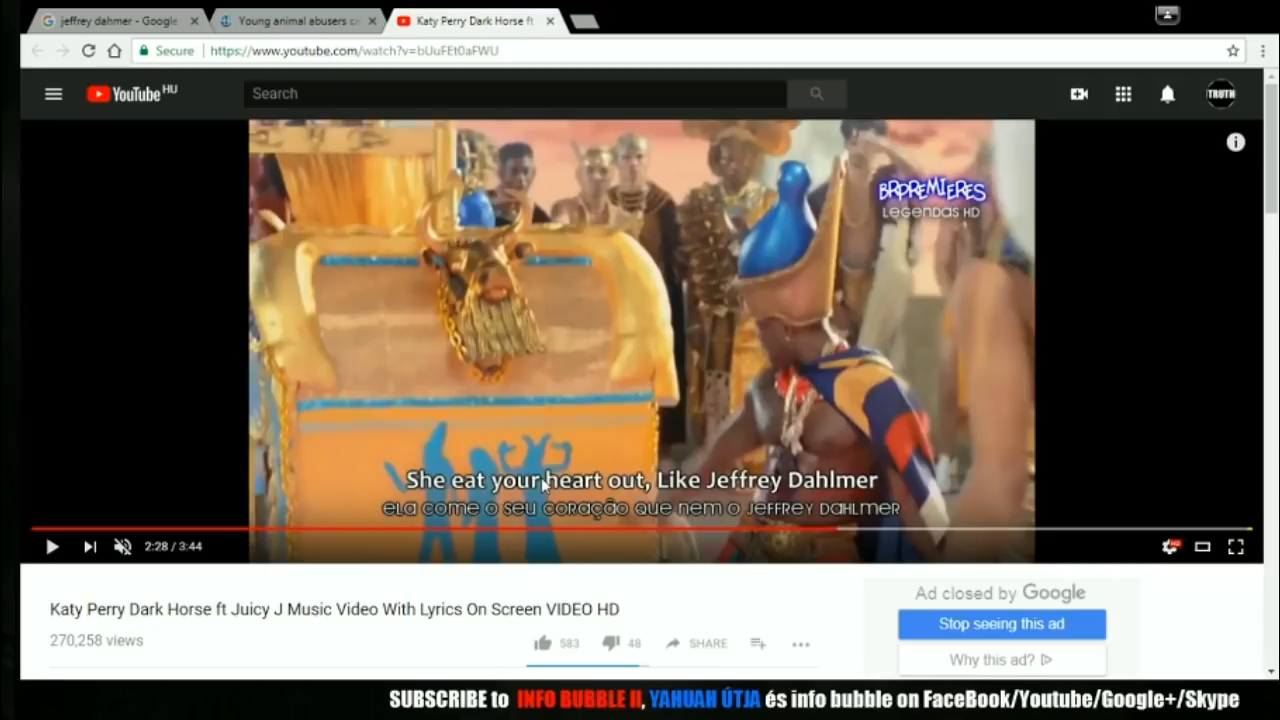 jeffrey dahmer - Google
Young animal abusers
Katy Perry Dark Horse ft
Secure
https://www.youtube.com/watch?v=bUuFEt0aFWU
YouTube HU
Search
TRUTH
BRPREMIERES
LEGENDAS HD
She eat your heart out, Like Jeffrey Dahlmer
ELA COME O SEU CORAÇÃO QUE NEM O JEFFREY DAHLMER
2:28 / 3:44
HD
Katy Perry Dark Horse ft Juicy J Music Video With Lyrics On Screen VIDEO HD
270,258 views
583
48
SHARE
Ad closed by Google
Stop seeing this ad
Why this ad?
SUBSCRIBE to INFO BUBBLE II, YAHUAH ÚTJA és info bubble on FaceBook/Youtube/Google+/Skype